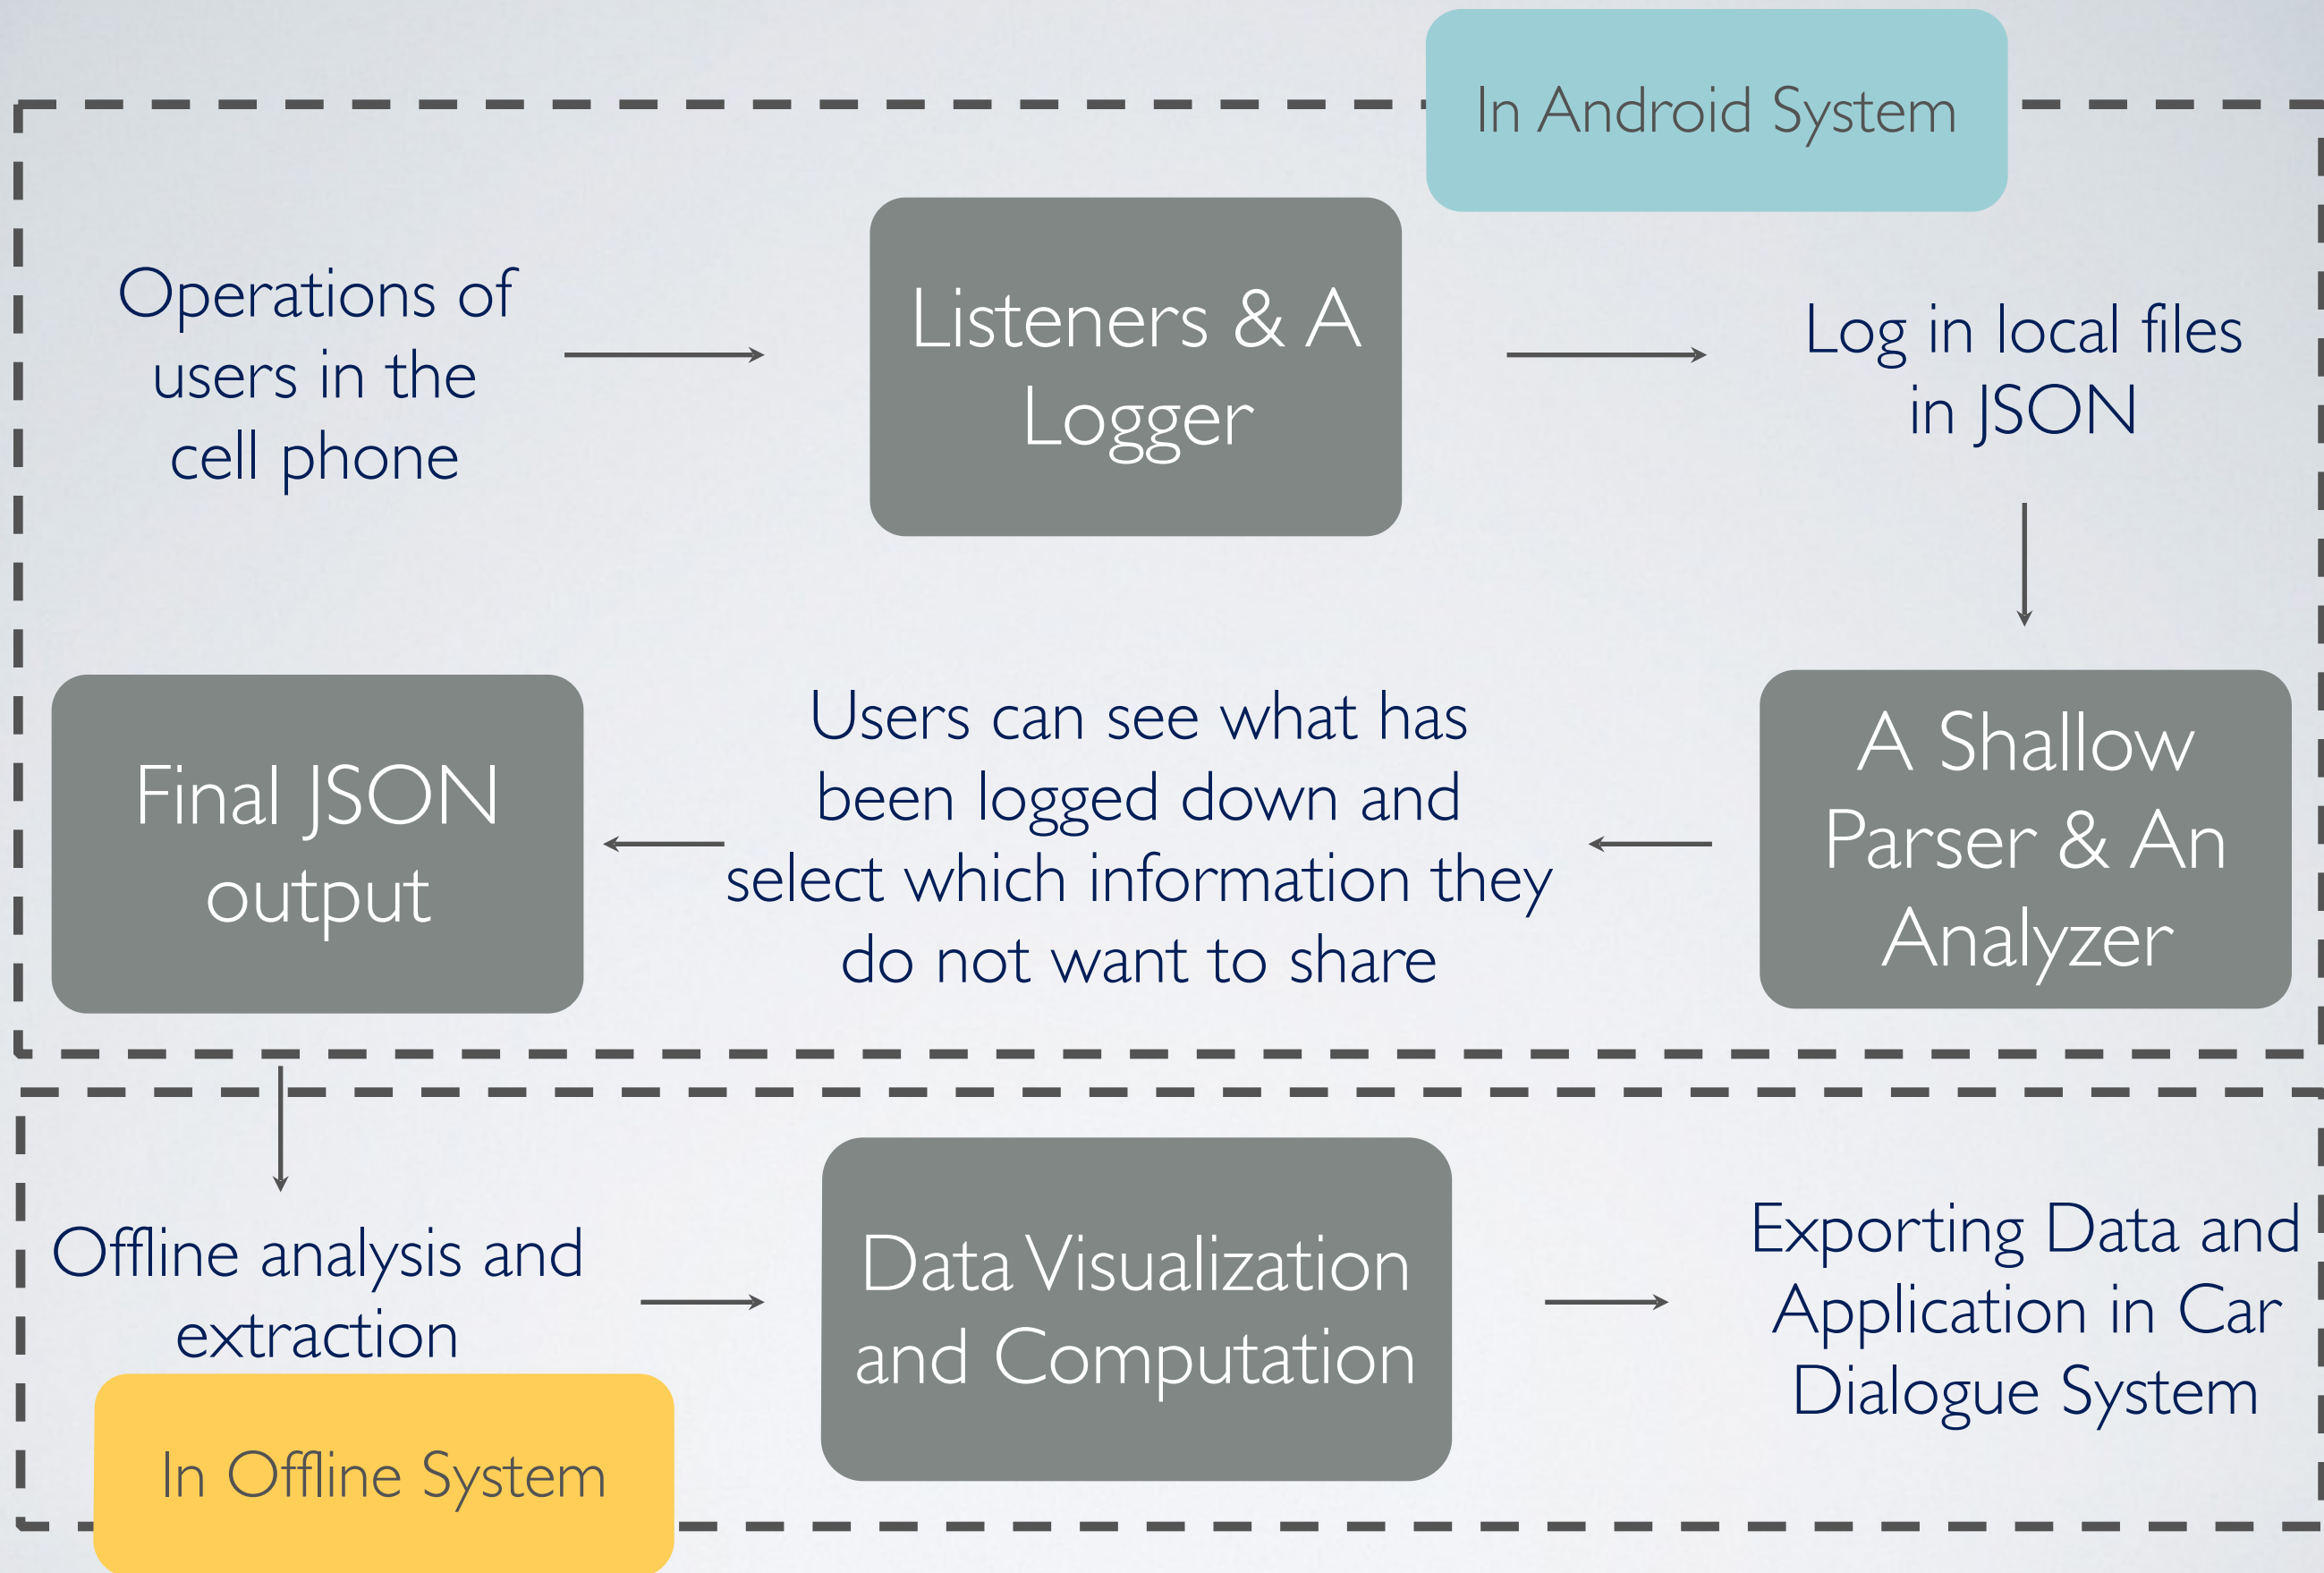 In Android System
Operations of
users in the
cell phone
Listeners & A
Logger
Log in local files
in JSON
A Shallow
Parser & An
Analyzer
Users can see what has
been logged down and
select which information they
do not want to share
Final JSON
output
Offline analysis and
extraction
Data Visualization
and Computation
Exporting Data and
Application in Car
Dialogue System
In Offline System